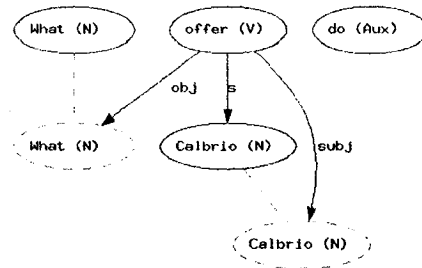 What (N) offer (V) do (Aux)
obj s
What (N) Calbrio (N) subj
Calbrio (N)